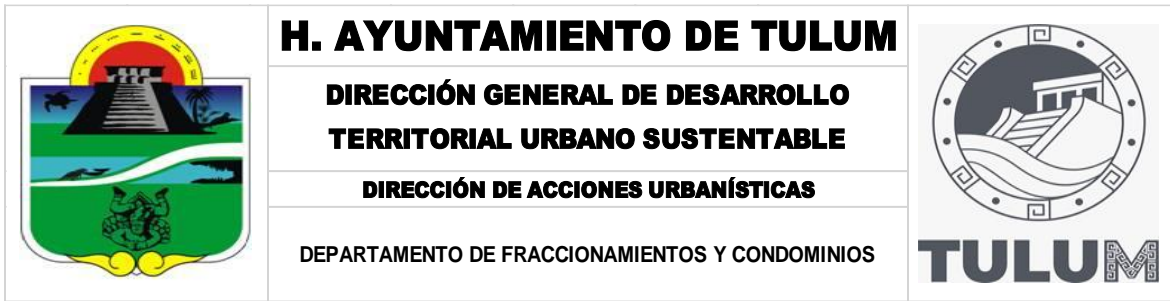 H. AYUNTAMIENTO DE TULUM
DIRECCIÓN GENERAL DE DESARROLLO
TERRITORIAL URBANO SUSTENTABLE
DIRECCIÓN DE ACCIONES URBANÍSTICAS
DEPARTAMENTO DE FRACCIONAMIENTOS Y CONDOMINIOS
TULUM